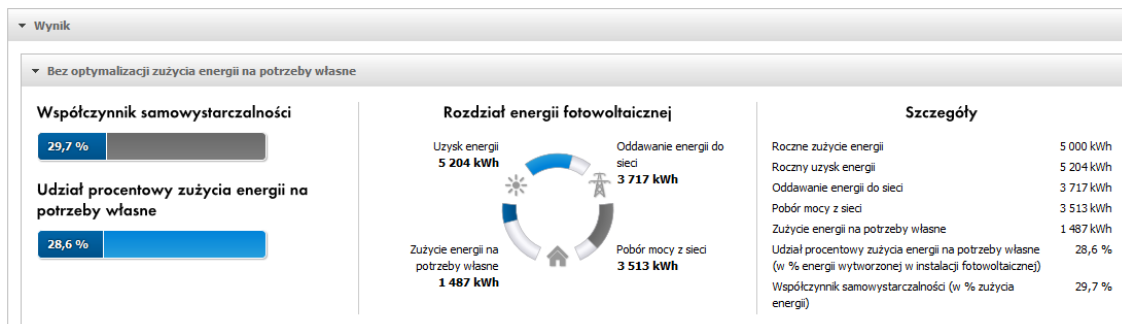 Wynik
Bez optymalizacji zużycia energii na potrzeby własne
Współczynnik samowystarczalności
29,7 %
Udział procentowy zużycia energii na
potrzeby własne
28,6 %
Rozdział energii fotowoltaicznej
Uzysk energii
5 204 kWh
Oddawanie energii do
sieci
3 717 kWh
Zużycie energii na
potrzeby własne
1 487 kWh
Pobór mocy z sieci
3 513 kWh
Szczegóły
Roczne zużycie energii 5 000 kWh
Roczny uzysk energii 5 204 kWh
Oddawanie energii do sieci 3 717 kWh
Pobór mocy z sieci 3 513 kWh
Zużycie energii na potrzeby własne 1 487 kWh
Udział procentowy zużycia energii na potrzeby własne 28,6 %
(w % energii wytworzonej w instalacji fotowoltaicznej)
Współczynnik samowystarczalności (w % zużycia 29,7 %
energii)